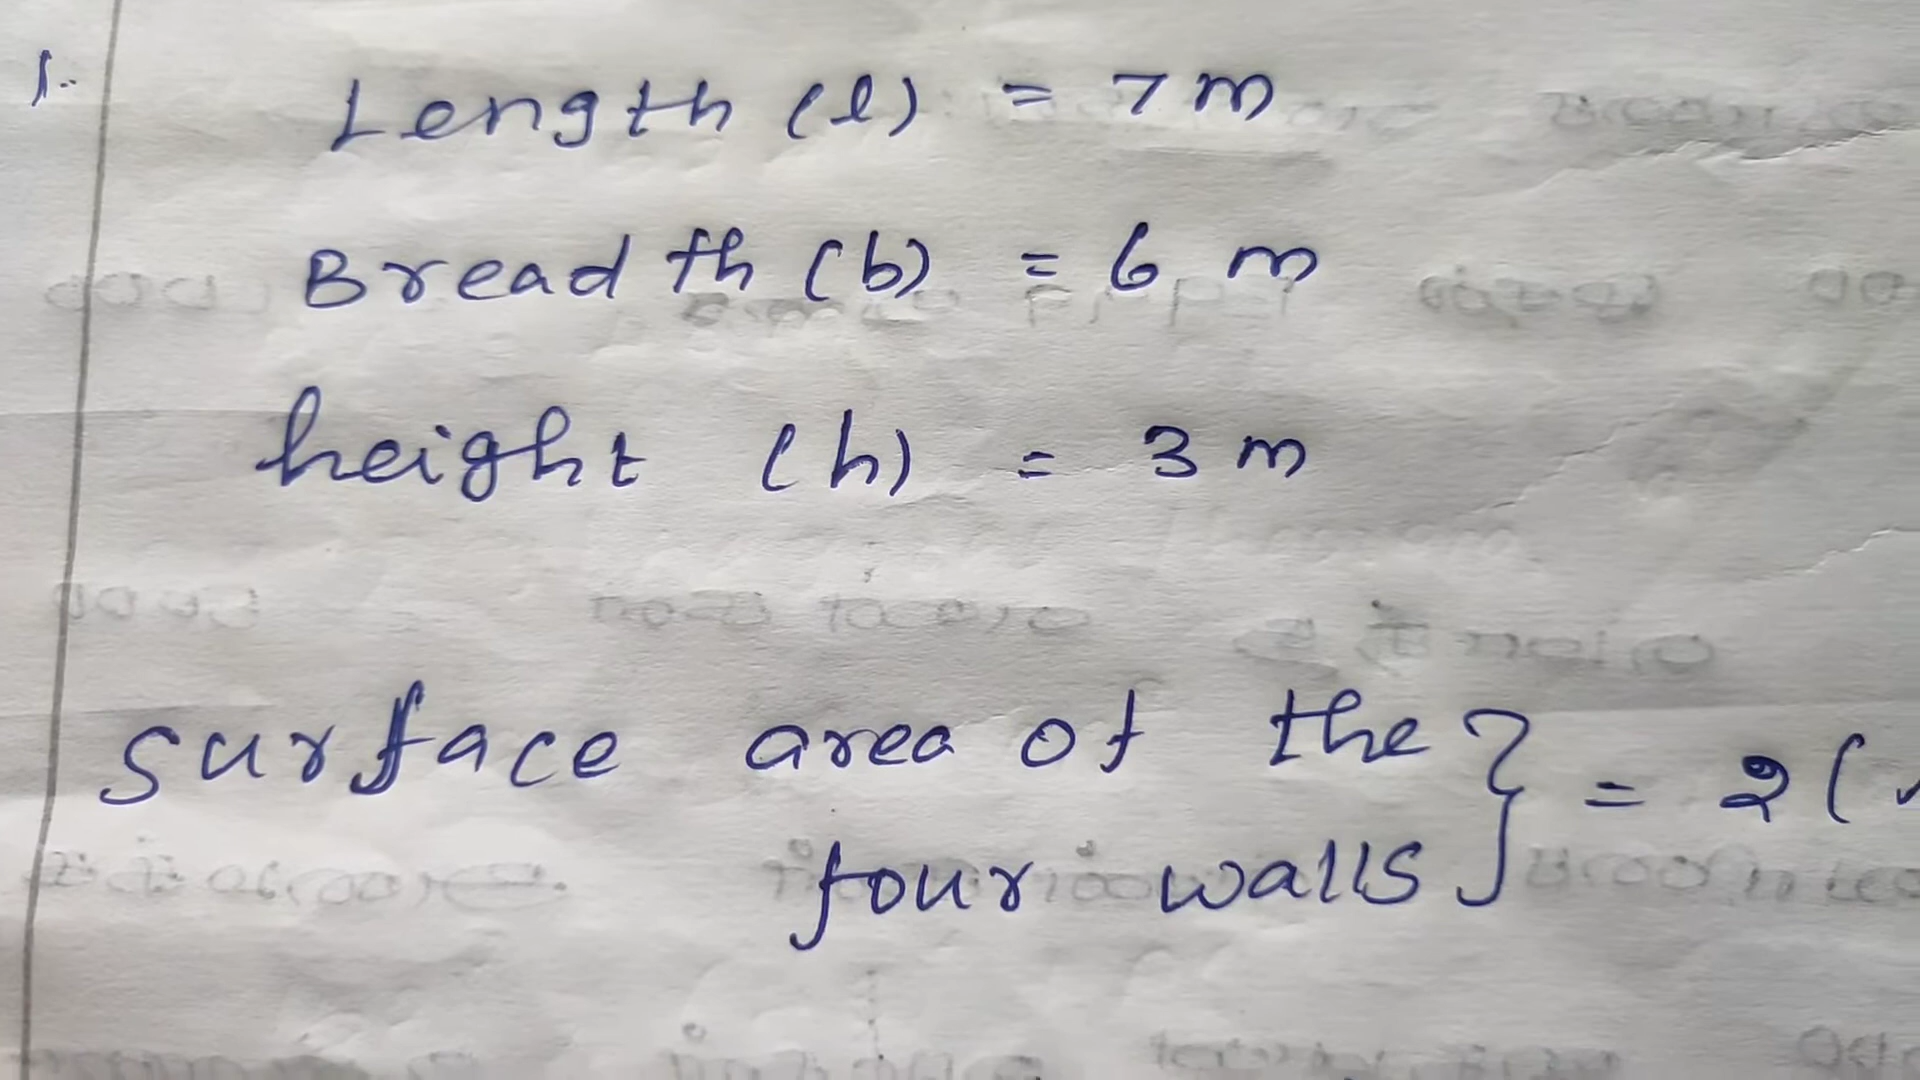 1.
Length (l) = 7 m
Breadth (b) = 6 m
height (h) = 3 m
surface area of the } = 2(
four walls